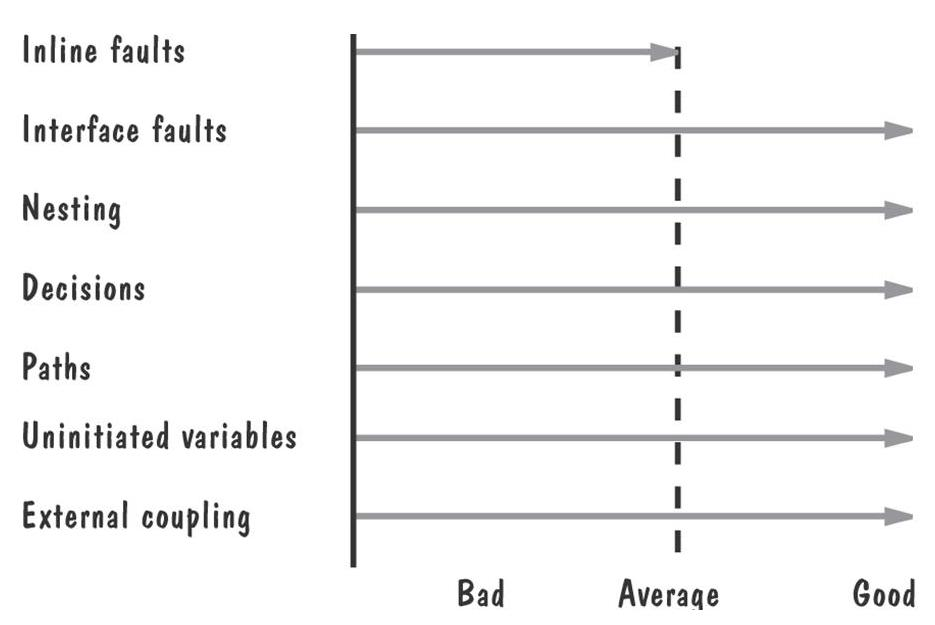 Inline faults
Interface faults
Nesting
Decisions
Paths
Uninitiated variables
External coupling
Bad Average Good